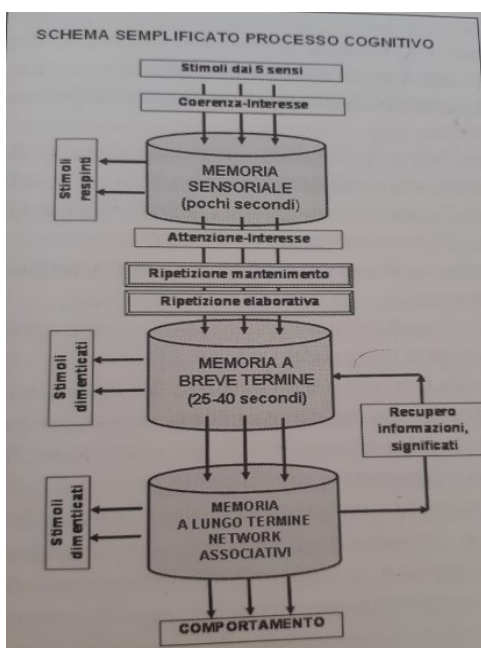 SCHEMA SEMPLIFICATO PROCESSO COGNITIVO
Stimoli dai 5 sensi
Coerenza-Interesse
Stimoli
respinti
MEMORIA
SENSORIALE
(pochi secondi)
Attenzione-Interesse
Ripetizione mantenimento
Ripetizione elaborativa
Stimoli
dimenticati
MEMORIA A
BREVE TERMINE
(25-40 secondi)
Recupero
informazioni,
significati
Stimoli
dimenticati
MEMORIA
A LUNGO TERMINE
NETWORK
ASSOCIATIVI
COMPORTAMENTO